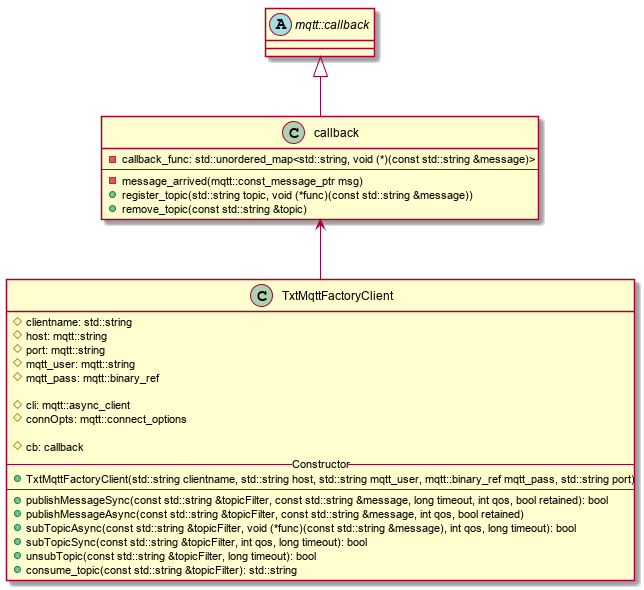 A mqtt::callback
C callback
callback_func: std::unordered_map<std::string, void (*)(const std::string &message)>
message_arrived(mqtt::const_message_ptr msg)
register_topic(std::string topic, void (*func)(const std::string &message))
remove_topic(const std::string &topic)
C TxtMqttFactoryClient
clientname: std::string
host: mqtt::string
port: mqtt::string
mqtt_user: mqtt::string
mqtt_pass: mqtt::binary_ref
cli: mqtt::async_client
connOpts: mqtt::connect_options
cb: callback
Constructor
TxtMqttFactoryClient(std::string clientname, std::string host, std::string mqtt_user, mqtt::binary_ref mqtt_pass, std::string port)
publishMessageSync(const std::string &topicFilter, const std::string &message, long timeout, int qos, bool retained): bool
publishMessageAsync(const std::string &topicFilter, const std::string &message, int qos, bool retained)
subTopicAsync(const std::string &topicFilter, void (*func)(const std::string &message), int qos, long timeout): bool
subTopicSync(const std::string &topicFilter, int qos, long timeout): bool
unsubTopic(const std::string &topicFilter, long timeout): bool
consume_topic(const std::string &topicFilter): std::string